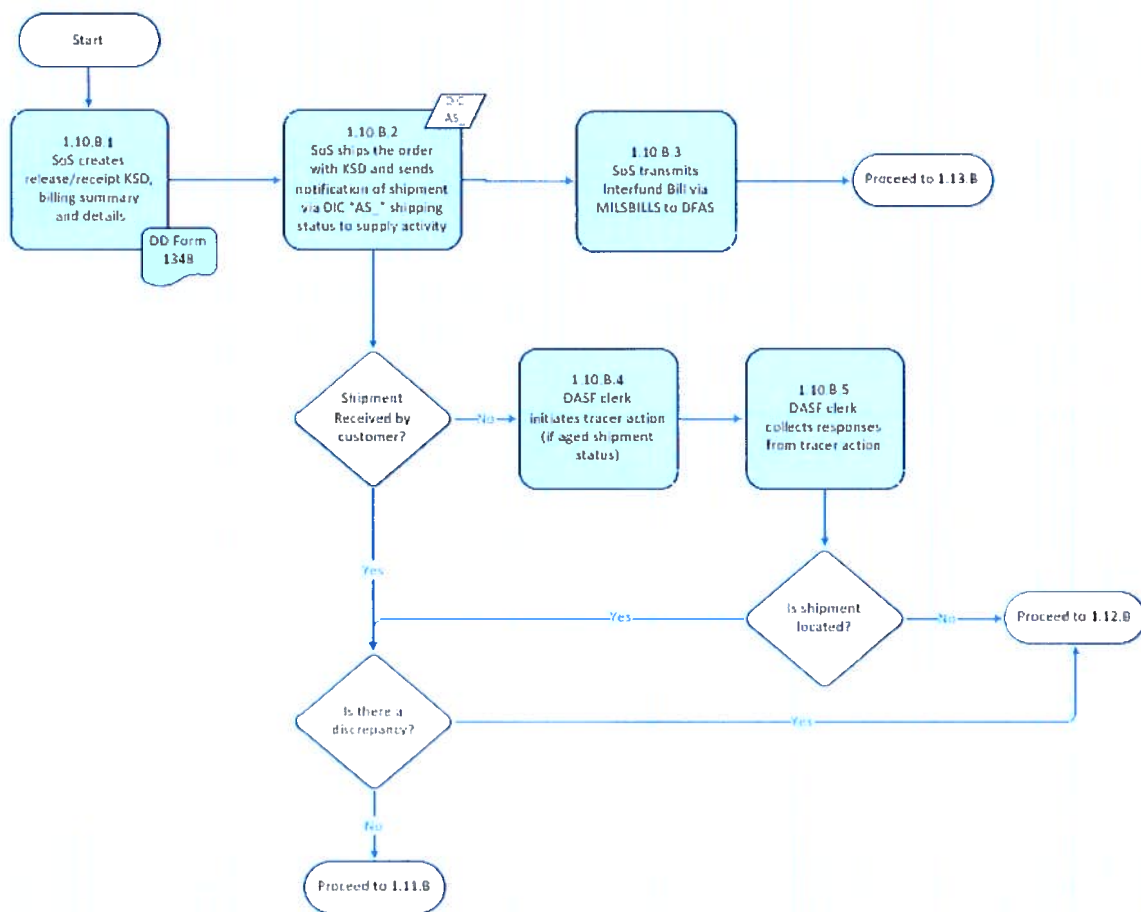 Start
1.10.B.1
SoS creates
release/receipt KSD,
billing summary
and details
DD Form
1348
DIC
AS_
1.10.B.2
SoS ships the order
with KSD and sends
notification of shipment
via DIC "AS_" shipping
status to supply activity
1.10.B.3
SoS transmits
Interfund Bill via
MILSBILLS to DFAS
Proceed to 1.13.B
Shipment
Received by
customer?
No
1.10.B.4
DASF clerk
initiates tracer action
(if aged shipment
status)
1.10.B.5
DASF clerk
collects responses
from tracer action
Yes
Is shipment
located?
Yes
No
Proceed to 1.12.B
Is there a
discrepancy?
Yes
No
Proceed to 1.11.B